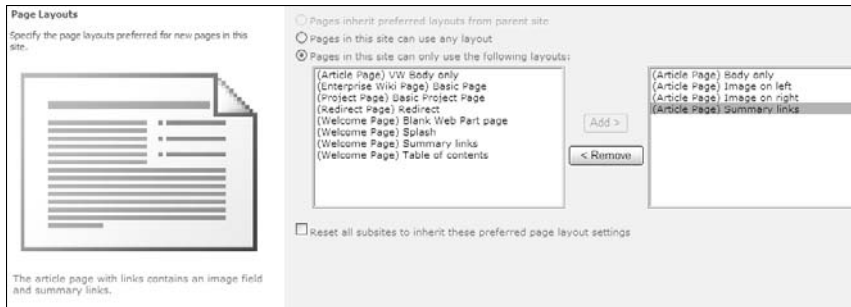 Page Layouts
Specify the page layouts preferred for new pages in this
site.
The article page with links contains an image field
and summary links.
Pages inherit preferred layouts from parent site
Pages in this site can use any layout
Pages in this site can only use the following layouts:
(Article Page) VW Body only
(Enterprise Wiki Page) Basic Page
(Project Page) Basic Project Page
(Redirect Page) Redirect
(Welcome Page) Blank Web Part page
(Welcome Page) Splash
(Welcome Page) Summary links
(Welcome Page) Table of contents
Add >
< Remove
(Article Page) Body only
(Article Page) Image on left
(Article Page) Image on right
(Article Page) Summary links
Reset all subsites to inherit these preferred page layout settings